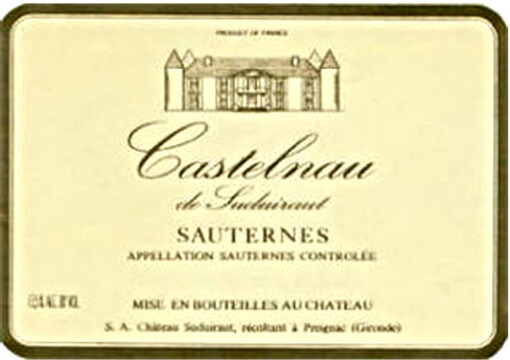 PRODUCT OF FRANCE
Castelnau
de Suduiraut
SAUTERNES
APPELLATION SAUTERNES CONTROLÉE
MISE EN BOUTEILLES AU CHATEAU
S. A. Château Suduiraut, récoltant à Preignac (Gironde)